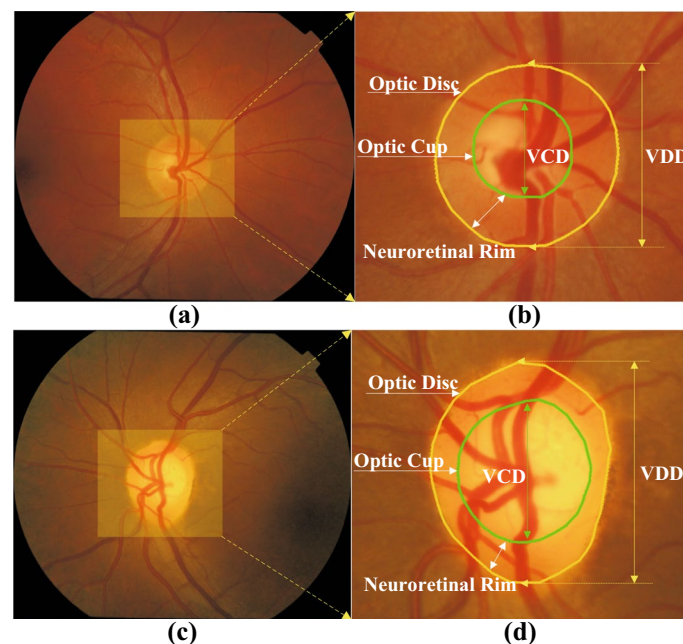 Optic Disc
Optic Cup
VCD
VDD
Neuroretinal Rim
(a)
(b)
Optic Disc
Optic Cup
VCD
VDD
Neuroretinal Rim
(c)
(d)